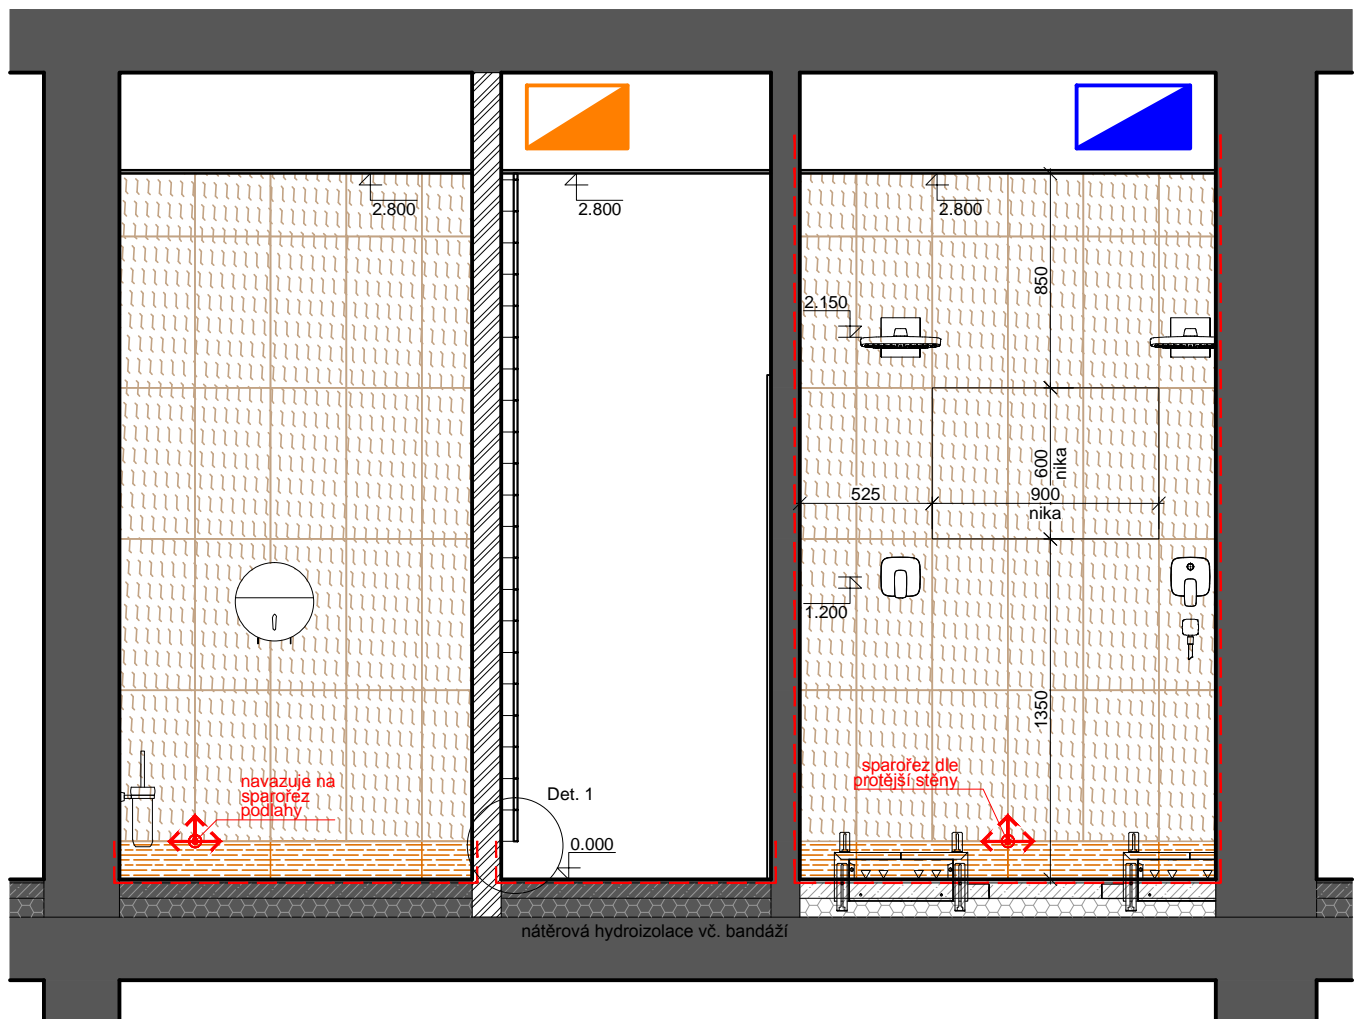 2.800
2.800
2.800
850
2.150
600
nika
525
900
nika
1.200
1350
navazuje na
spárořez
podlahy
sparořez dle
protější stěny
Det. 1
0.000
nátěrová hydroizolace vč. bandáží